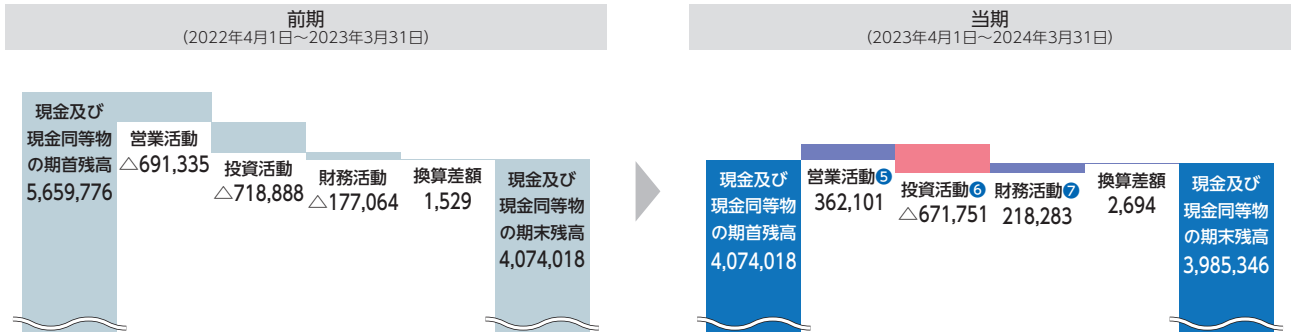 前期
(2022年4月1日～2023年3月31日)
現金及び
現金同等物
の期首残高
5,659,776
営業活動
△691,335
投資活動
△718,888
財務活動
△177,064
換算差額
1,529
現金及び
現金同等物
の期末残高
4,074,018
当期
(2023年4月1日～2024年3月31日)
現金及び
現金同等物
の期首残高
4,074,018
営業活動❺
362,101
投資活動❻
△671,751
財務活動❼
218,283
換算差額
2,694
現金及び
現金同等物
の期末残高
3,985,346